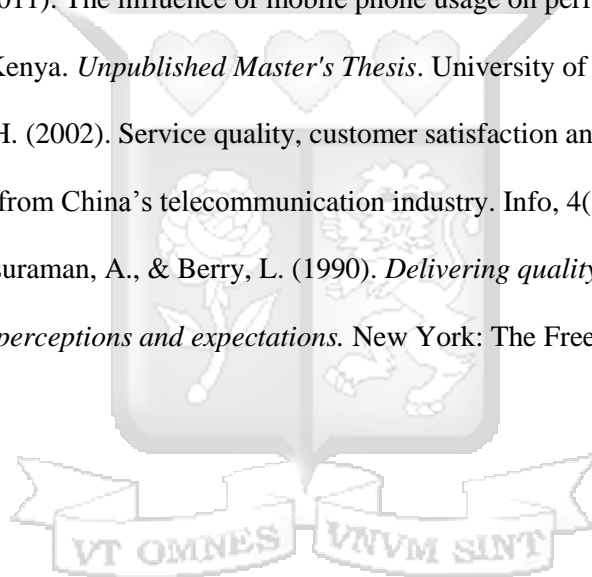 011). The influence of mobile phone usage on perf
Kenya. Unpublished Master's Thesis. University of
H. (2002). Service quality, customer satisfaction an
from China’s telecommunication industry. Info, 4(
suraman, A., & Berry, L. (1990). Delivering quality
perceptions and expectations. New York: The Free
VT OMNES VNVM SINT